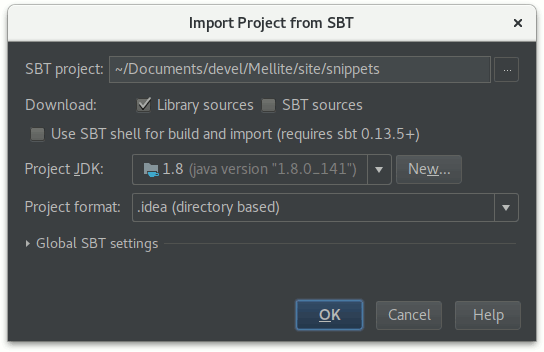 Import Project from SBT
SBT project: ~/Documents/devel/Mellite/site/snippets ...
Download: Library sources SBT sources
Use SBT shell for build and import (requires sbt 0.13.5+)
Project JDK: 1.8 (java version "1.8.0_141") New...
Project format: .idea (directory based)
Global SBT settings
OK Cancel Help